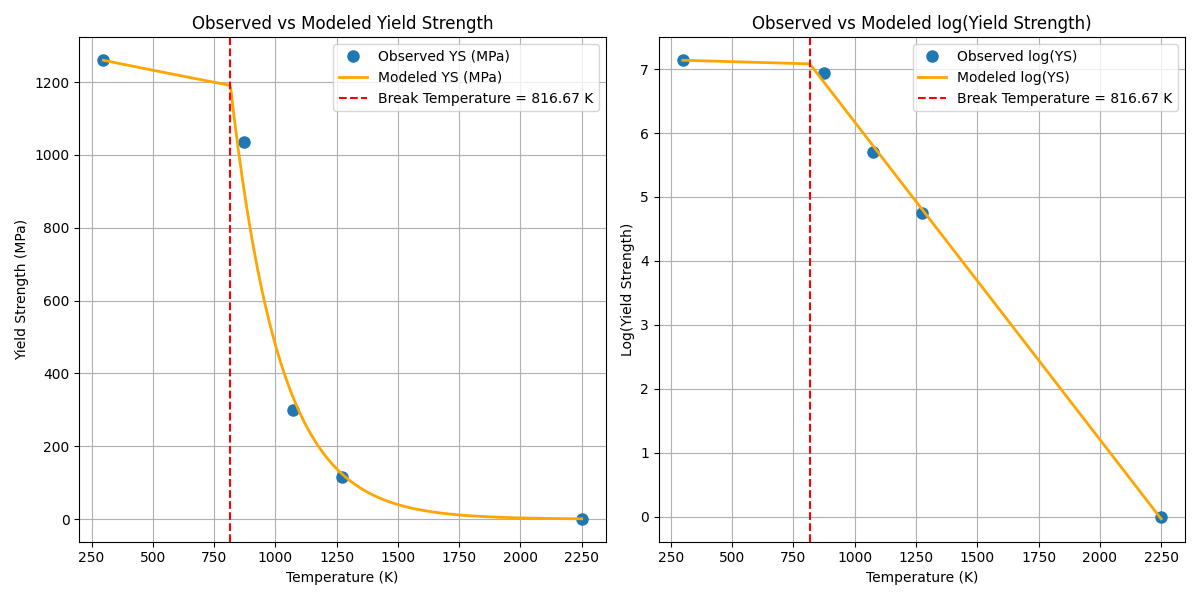 Observed vs Modeled Yield Strength
Observed YS (MPa)
Modeled YS (MPa)
Break Temperature = 816.67 K
Yield Strength (MPa)
1200
1000
800
600
400
200
0
250 500 750 1000 1250 1500 1750 2000 2250
Temperature (K)
Observed vs Modeled log(Yield Strength)
Observed log(YS)
Modeled log(YS)
Break Temperature = 816.67 K
Log(Yield Strength)
7
6
5
4
3
2
1
0
250 500 750 1000 1250 1500 1750 2000 2250
Temperature (K)